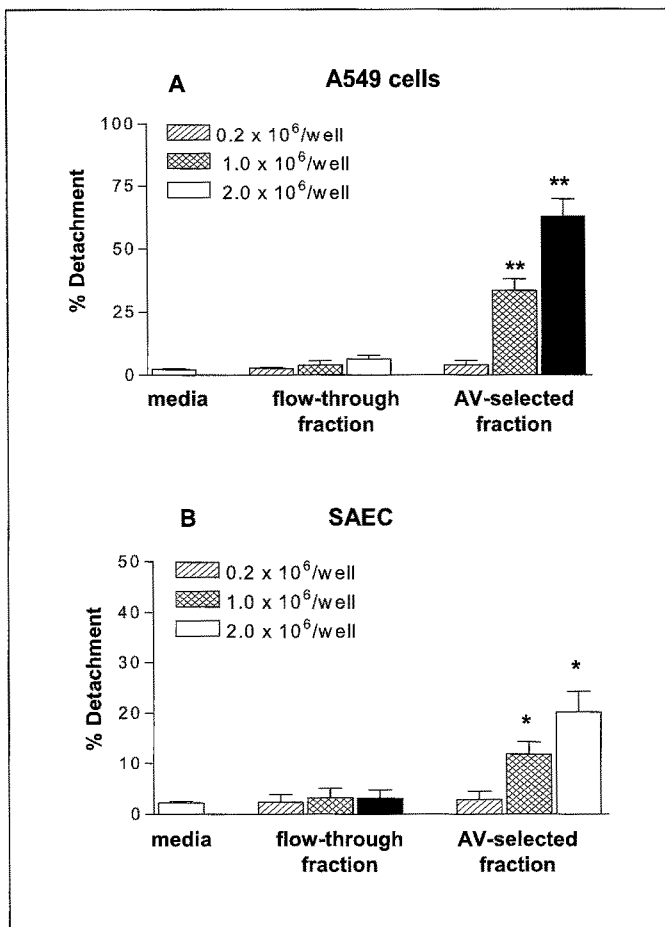 A
A549 cells
100
75
50
25
0
% Detachment
0.2 x 10⁶/well
1.0 x 10⁶/well
2.0 x 10⁶/well
**
**
media
flow-through
fraction
AV-selected
fraction
B
SAEC
50
40
30
20
10
0
% Detachment
0.2 x 10⁶/well
1.0 x 10⁶/well
2.0 x 10⁶/well
*
*
media
flow-through
fraction
AV-selected
fraction